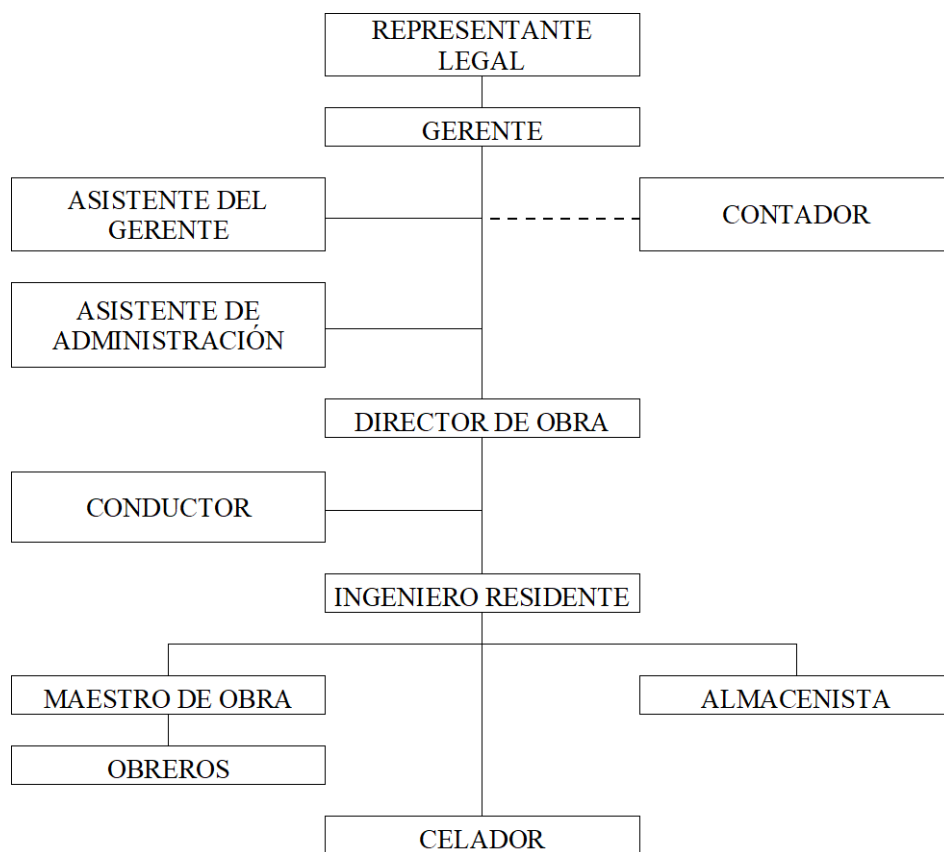 REPRESENTANTE
LEGAL
GERENTE
ASISTENTE DEL
GERENTE
CONTADOR
ASISTENTE DE
ADMINISTRACIÓN
DIRECTOR DE OBRA
CONDUCTOR
INGENIERO RESIDENTE
MAESTRO DE OBRA
ALMACENISTA
OBREROS
CELADOR